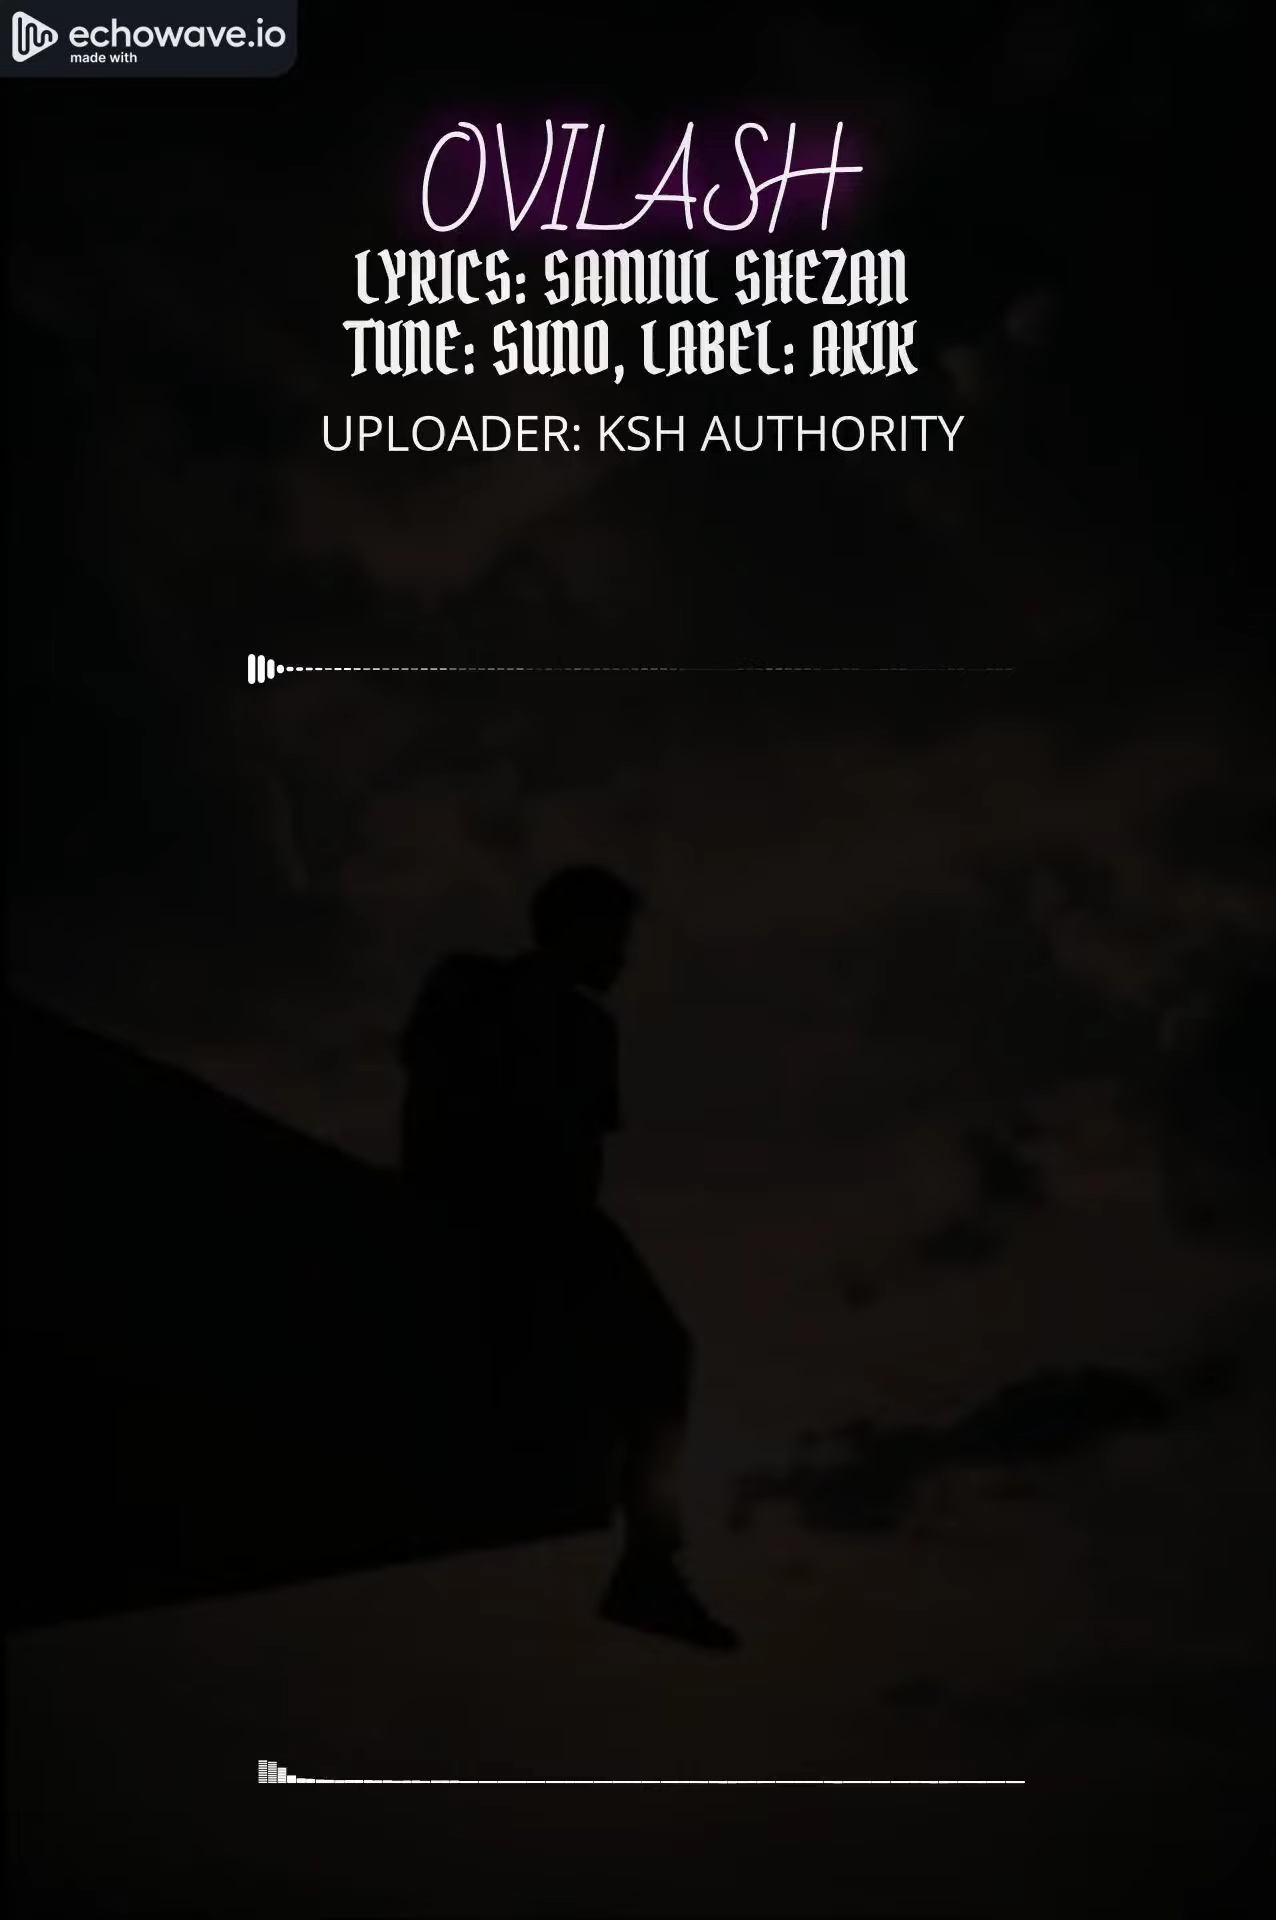 echowave.io
made with
OVILASH
LYRICS: SAMIUL SHEZAN
TUNE: SUNO, LABEL: AKIK
UPLOADER: KSH AUTHORITY